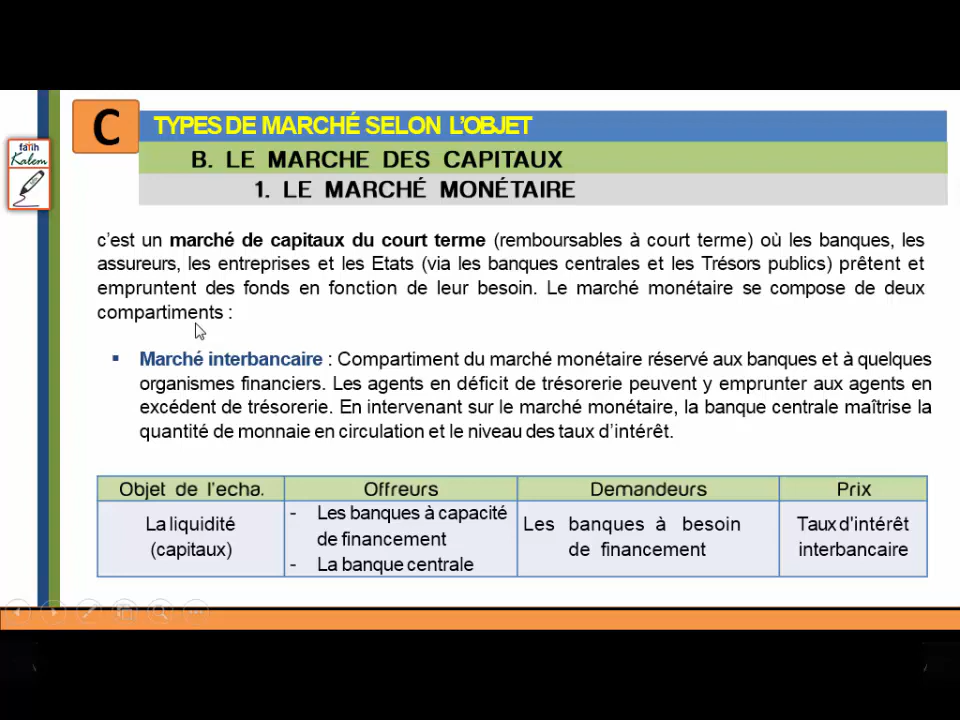 C
TYPES DE MARCHÉ SELON L'OBJET
B. LE MARCHE DES CAPITAUX
1. LE MARCHÉ MONÉTAIRE
fatih
Kalem
c'est un marché de capitaux du court terme (remboursables à court terme) où les banques, les
assureurs, les entreprises et les Etats (via les banques centrales et les Trésors publics) prêtent et
empruntent des fonds en fonction de leur besoin. Le marché monétaire se compose de deux
compartiments :
▪ Marché interbancaire : Compartiment du marché monétaire réservé aux banques et à quelques
organismes financiers. Les agents en déficit de trésorerie peuvent y emprunter aux agents en
excédent de trésorerie. En intervenant sur le marché monétaire, la banque centrale maîtrise la
quantité de monnaie en circulation et le niveau des taux d'intérêt.
Objet de l'echa. Offreurs Demandeurs Prix
La liquidité
(capitaux)
- Les banques à capacité
de financement
- La banque centrale
Les banques à besoin
de financement
Taux d'intérêt
interbancaire